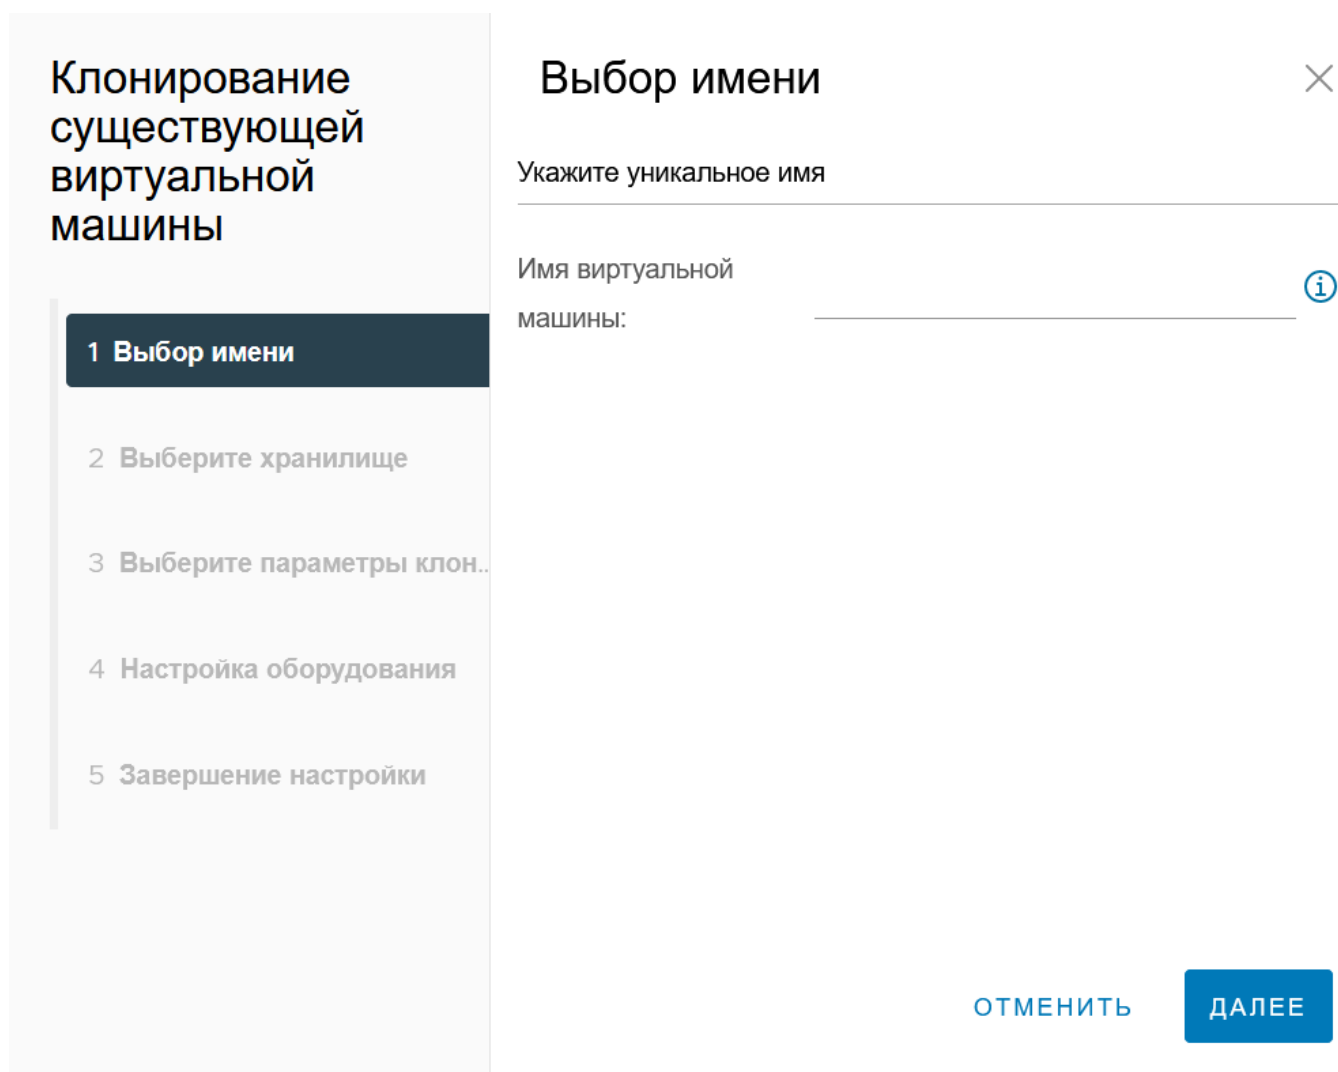 Клонирование
существующей
виртуальной
машины
1 Выбор имени
2 Выберите хранилище
3 Выберите параметры клон...
4 Настройка оборудования
5 Завершение настройки
Выбор имени
Укажите уникальное имя
Имя виртуальной
машины:
ОТМЕНИТЬ
ДАЛЕЕ